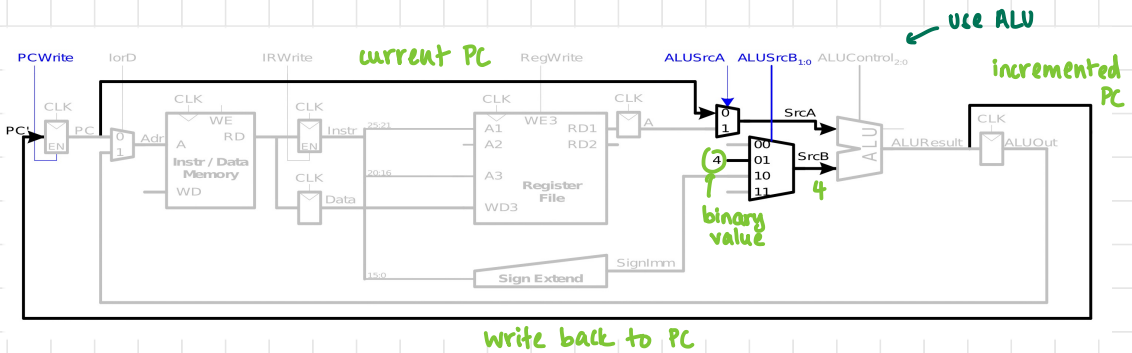 use ALU
current PC
PCWrite IorD IRWrite RegWrite ALUSrcA ALUSrcB1:0 ALUControl2:0
incremented
PC
CLK CLK CLK CLK CLK CLK
PC' PC EN 0 1 Adr
WE RD A
Instr / Data
Memory
WD
EN Instr
CLK
Data
25:21
20:16
15:0
WE3
A1 RD1 A
A2 RD2
A3
Register
File
WD3
SignImm
Sign Extend
0 SrcA
1
00
4 01 SrcB
10 4
11
ALU ALUResult ALUOut
binary
value
write back to PC